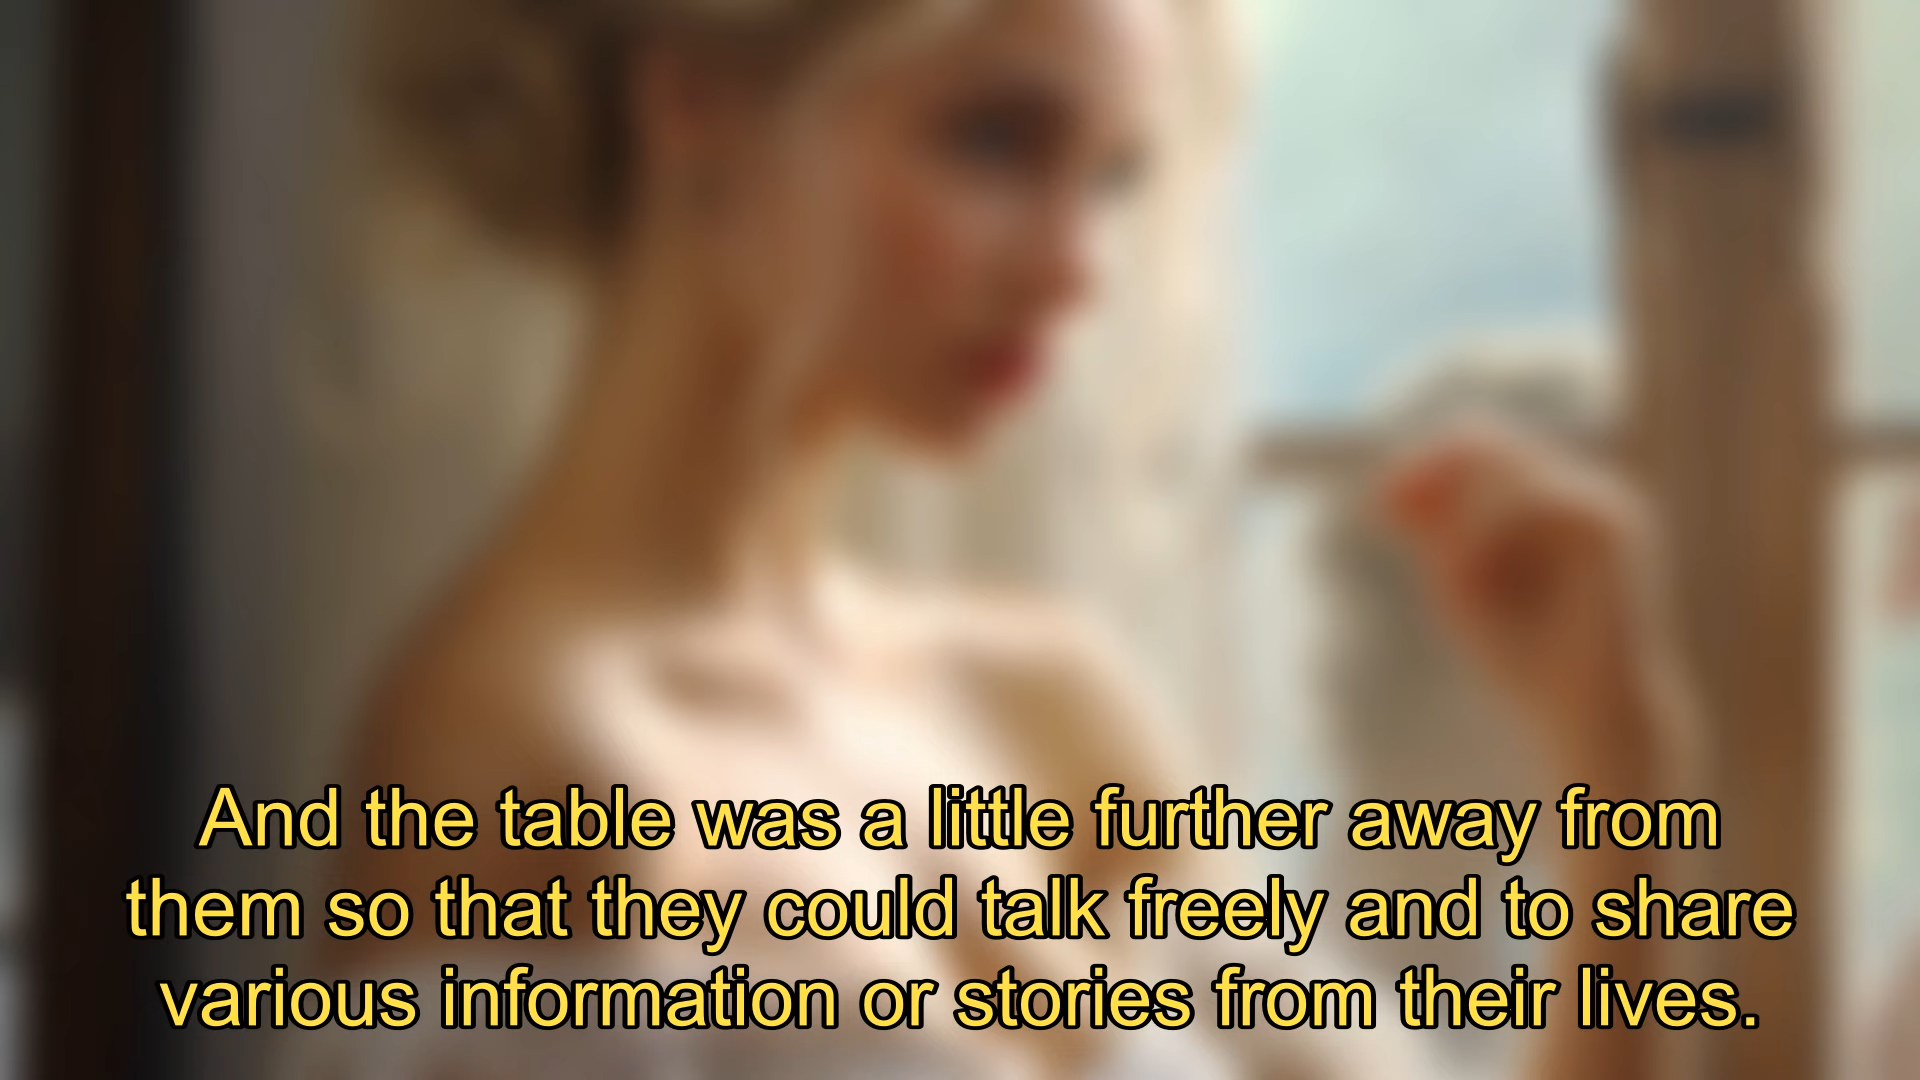 And the table was a little further away from
them so that they could talk freely and to share
various information or stories from their lives.